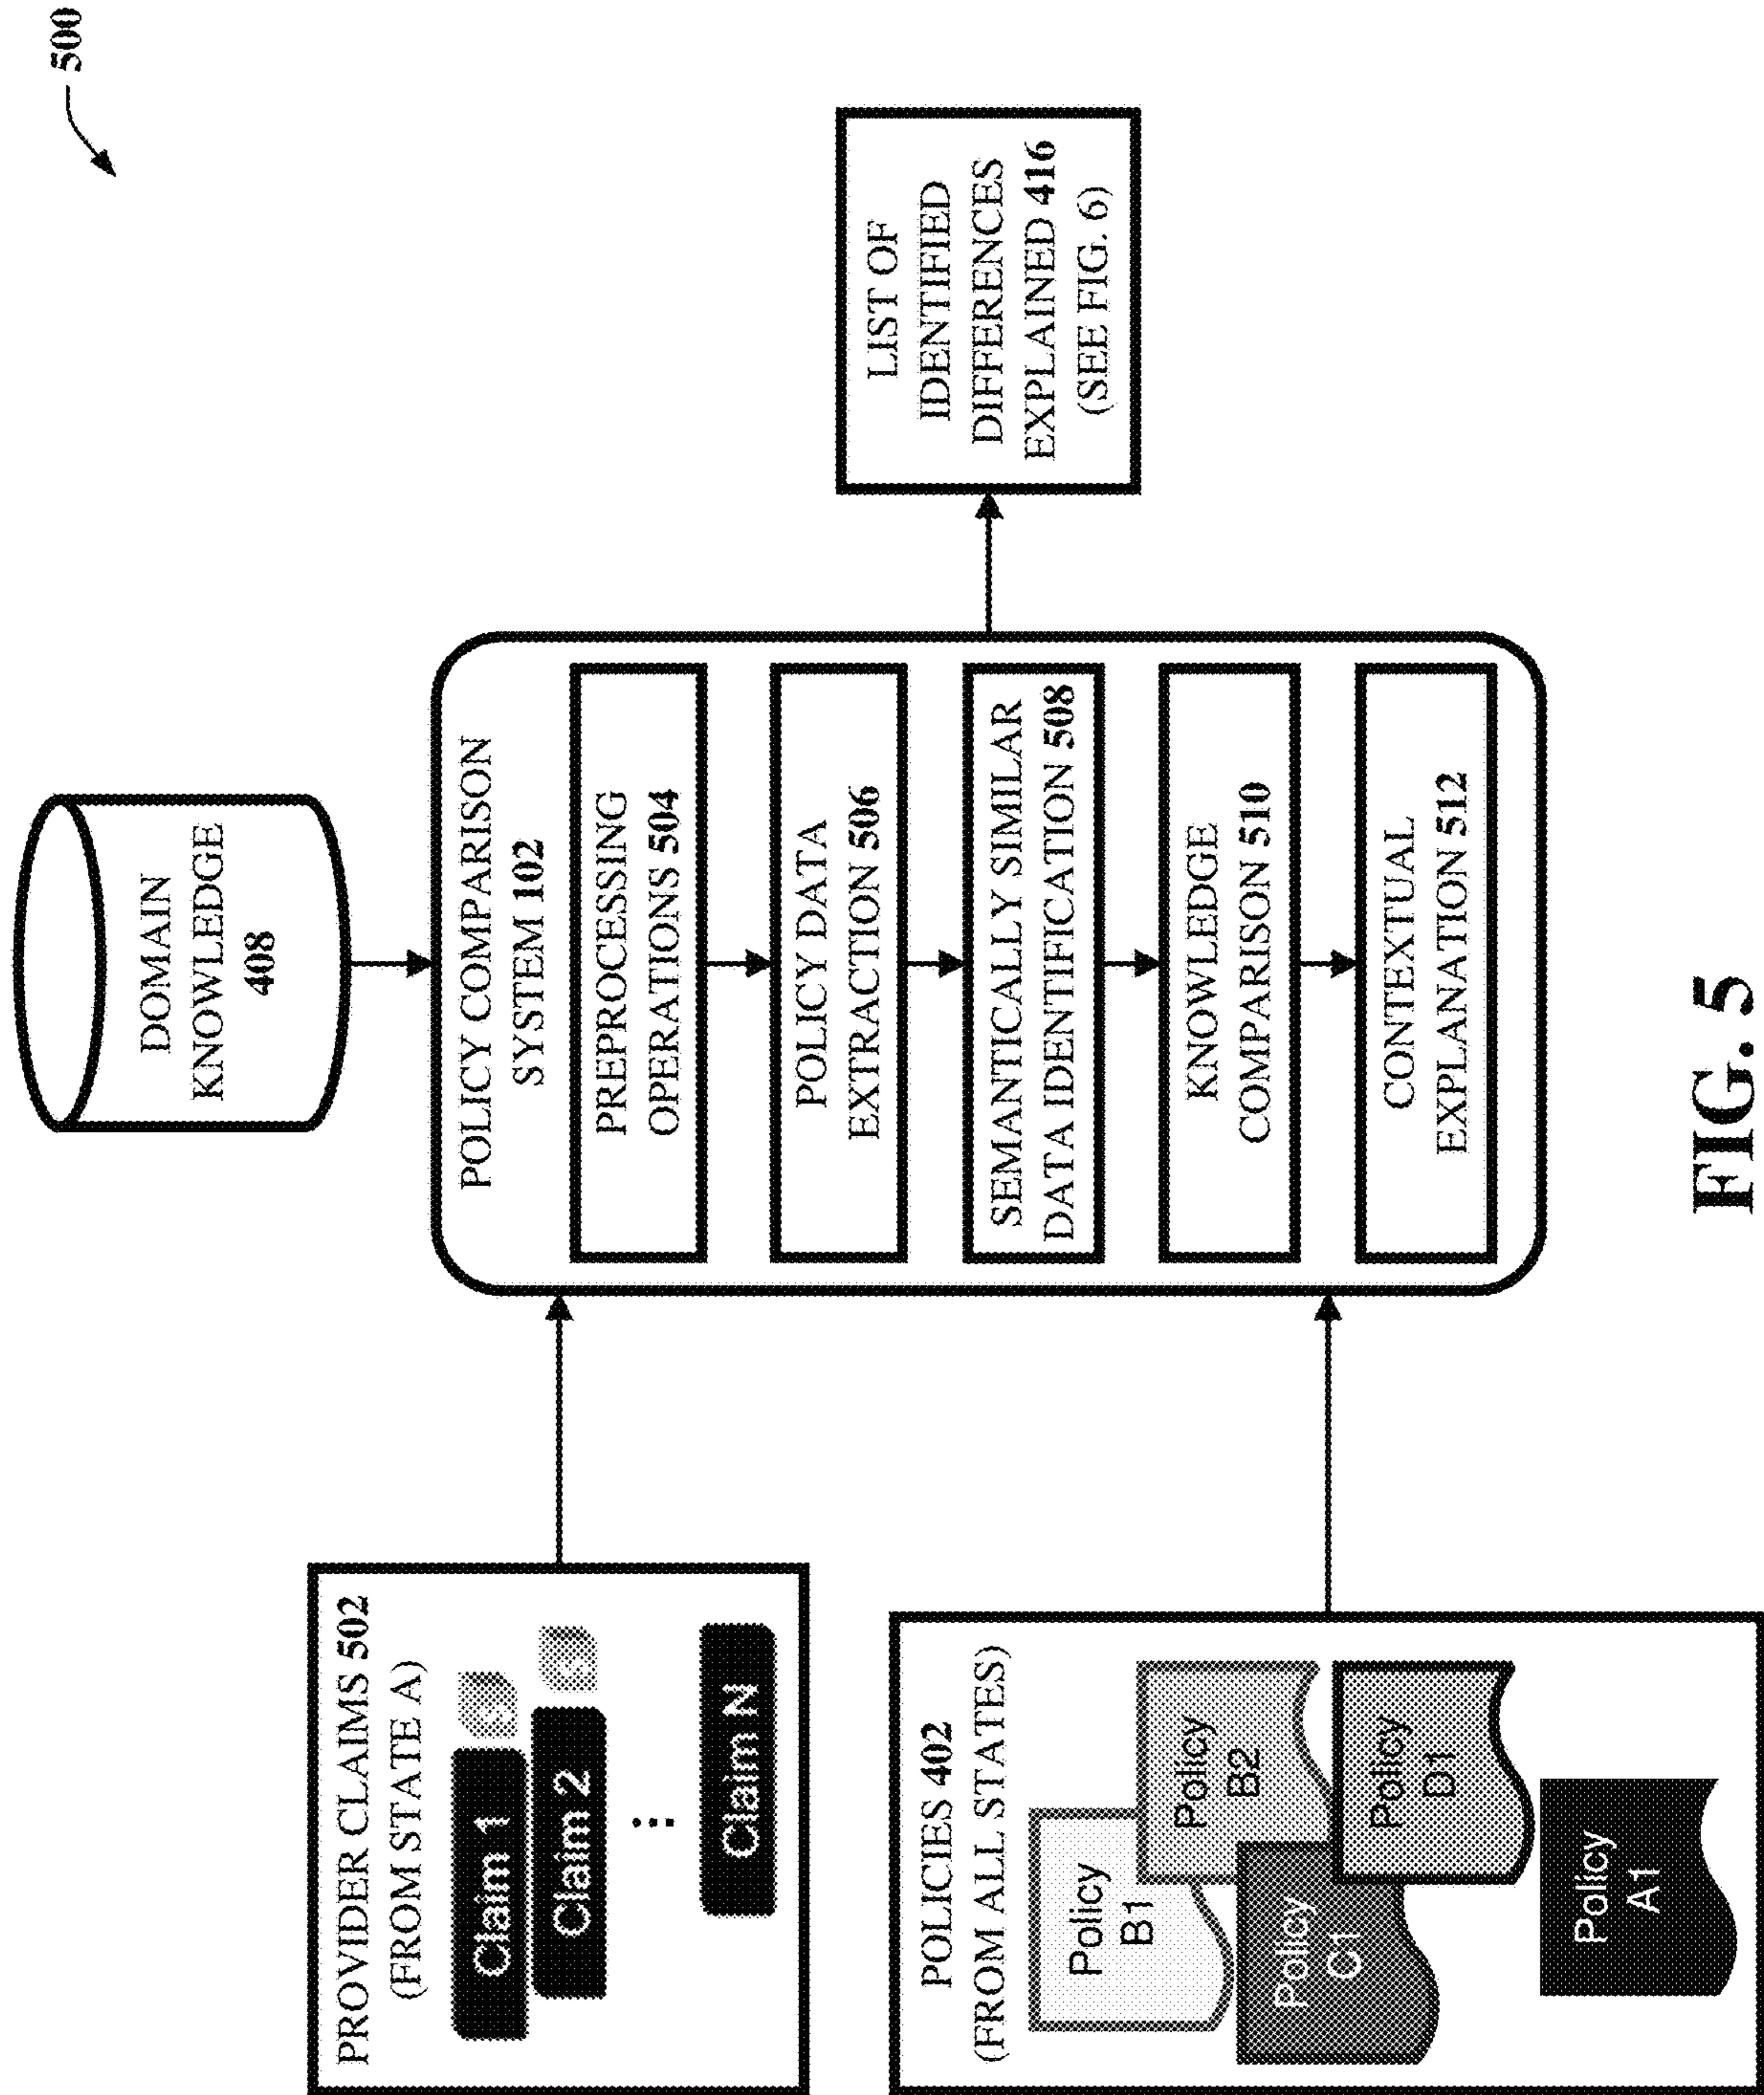 500
DOMAIN
KNOWLEDGE
408
PROVIDER CLAIMS 502
(FROM STATE A)
Claim 1
s
Claim 2
s
⋮
Claim N
POLICIES 402
(FROM ALL STATES)
Policy
B1
Policy
B2
Policy
C1
Policy
D1
Policy
A1
POLICY COMPARISON
SYSTEM 102
PREPROCESSING
OPERATIONS 504
POLICY DATA
EXTRACTION 506
SEMANTICALLY SIMILAR
DATA IDENTIFICATION 508
KNOWLEDGE
COMPARISON 510
CONTEXTUAL
EXPLANATION 512
LIST OF
IDENTIFIED
DIFFERENCES
EXPLAINED 416
(SEE FIG. 6)
FIG. 5